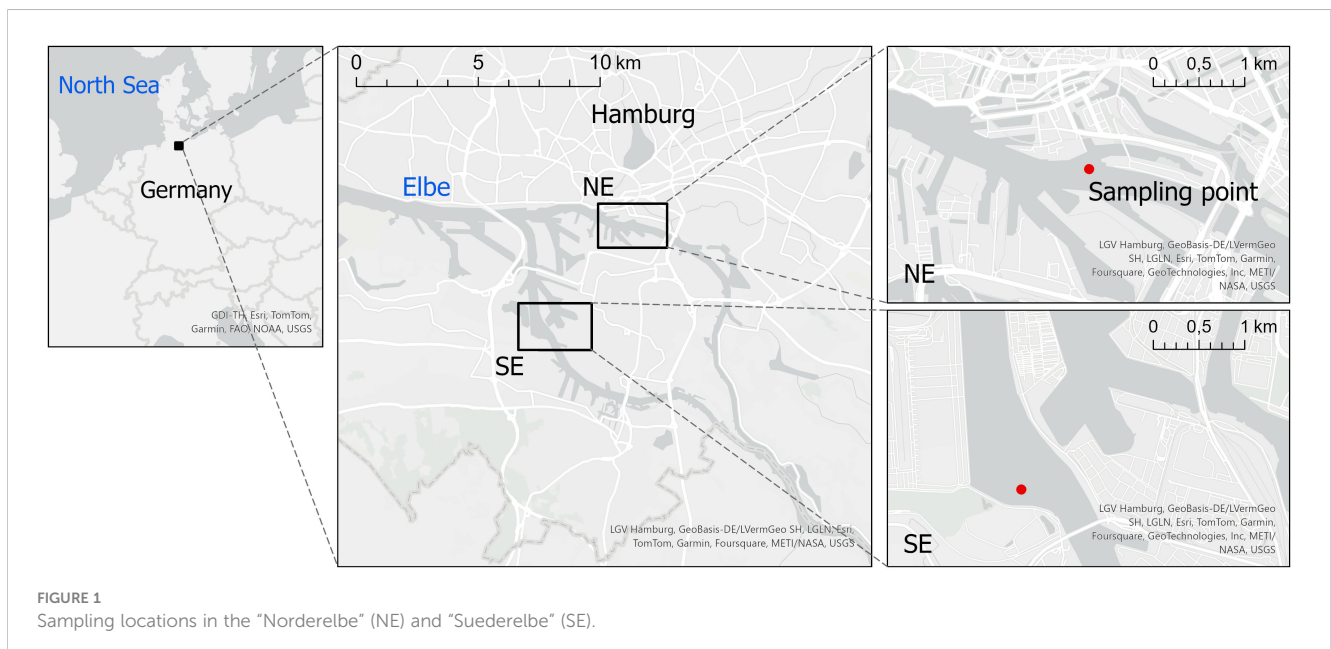 North Sea
Germany
GDI-TH, Esri, TomTom,
Garmin, FAO, NOAA, USGS
0 5 10 km
Hamburg
Elbe
NE
SE
LGV Hamburg, GeoBasis-DE/LVermGeo SH, LGLN, Esri,
TomTom, Garmin, Foursquare, METI/NASA, USGS
0 0,5 1 km
Sampling point
LGV Hamburg, GeoBasis-DE/LVermGeo
SH, LGLN, Esri, TomTom, Garmin,
Foursquare, GeoTechnologies, Inc, METI/
NASA, USGS
NE
0 0,5 1 km
LGV Hamburg, GeoBasis-DE/LVermGeo
SH, LGLN, Esri, TomTom, Garmin,
Foursquare, GeoTechnologies, Inc, METI/
NASA, USGS
SE
FIGURE 1
Sampling locations in the “Norderelbe” (NE) and “Suederelbe” (SE).